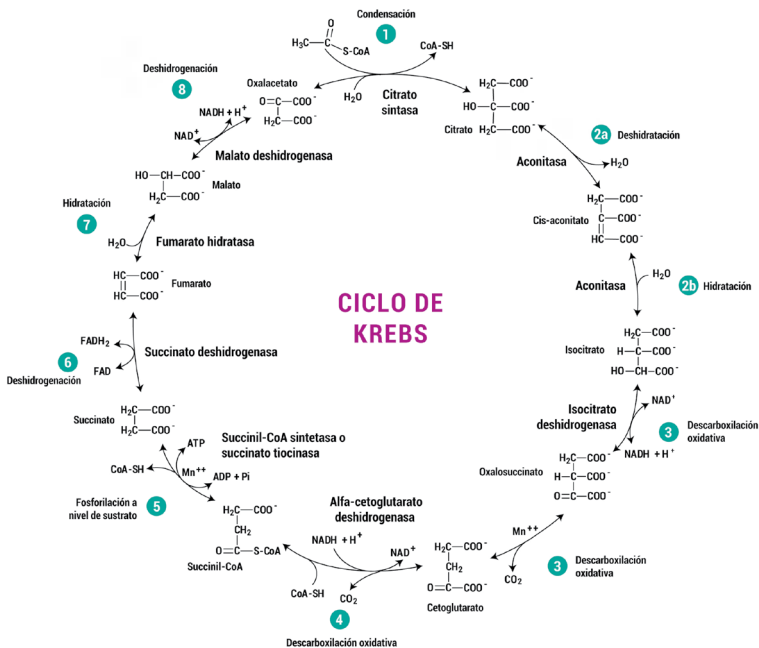 CICLO DE
KREBS
Condensación
1
H₃C—C
O
S-CoA
CoA-SH
H₂O
Citrato
sintasa
Oxalacetato
O=C—COO⁻
H₂C—COO⁻
H₂C—COO⁻
HO—C—COO⁻
H₂C—COO⁻
Citrato
2a Deshidratación
Aconitasa
H₂O
H₂C—COO⁻
C—COO⁻
HC—COO⁻
Cis-aconitato
Aconitasa
H₂O
2b Hidratación
H₂C—COO⁻
H—C—COO⁻
HO—CH—COO⁻
Isocitrato
Isocitrato
deshidrogenasa
NAD⁺
NADH + H⁺
3
Descarboxilación
oxidativa
Oxalosuccinato
H₂C—COO⁻
H—C—COO⁻
O=C—COO⁻
Mn⁺⁺
CO₂
3
Descarboxilación
oxidativa
H₂C—COO⁻
CH₂
O=C—COO⁻
Cetoglutarato
Alfa-cetoglutarato
deshidrogenasa
NADH + H⁺
NAD⁺
CoA-SH
CO₂
4
Descarboxilación oxidativa
H₂C—COO⁻
CH₂
O=C—S-CoA
Succinil-CoA
Succinil-CoA sintetasa o
succinato tiocinasa
ATP
CoA-SH
Mn⁺⁺
ADP + Pi
Fosforilación a
nivel de sustrato
5
Succinato
H₂C—COO⁻
H₂C—COO⁻
Succinato deshidrogenasa
FADH₂
FAD
6
Deshidrogenación
HC—COO⁻
HC—COO⁻
Fumarato
Hidratación
7
H₂O
Fumarato hidratasa
HO—CH—COO⁻
H₂C—COO⁻
Malato
Malato deshidrogenasa
NAD⁺
NADH + H⁺
Deshidrogenación
8